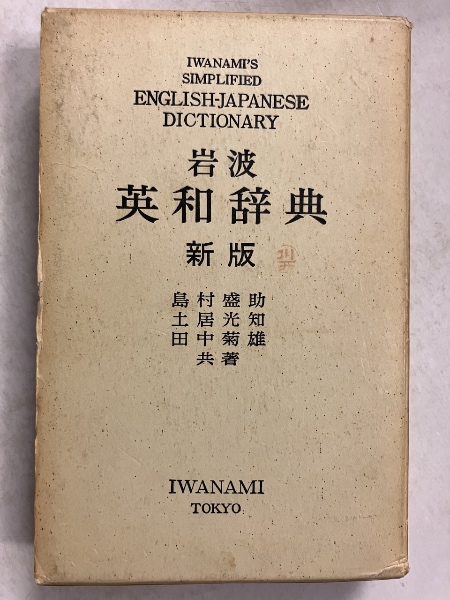 IWANAMI'S
SIMPLIFIED
ENGLISH-JAPANESE
DICTIONARY
岩波
英和辞典
新版
島村盛助
土居光知
田中菊雄
共著
IWANAMI
TOKYO